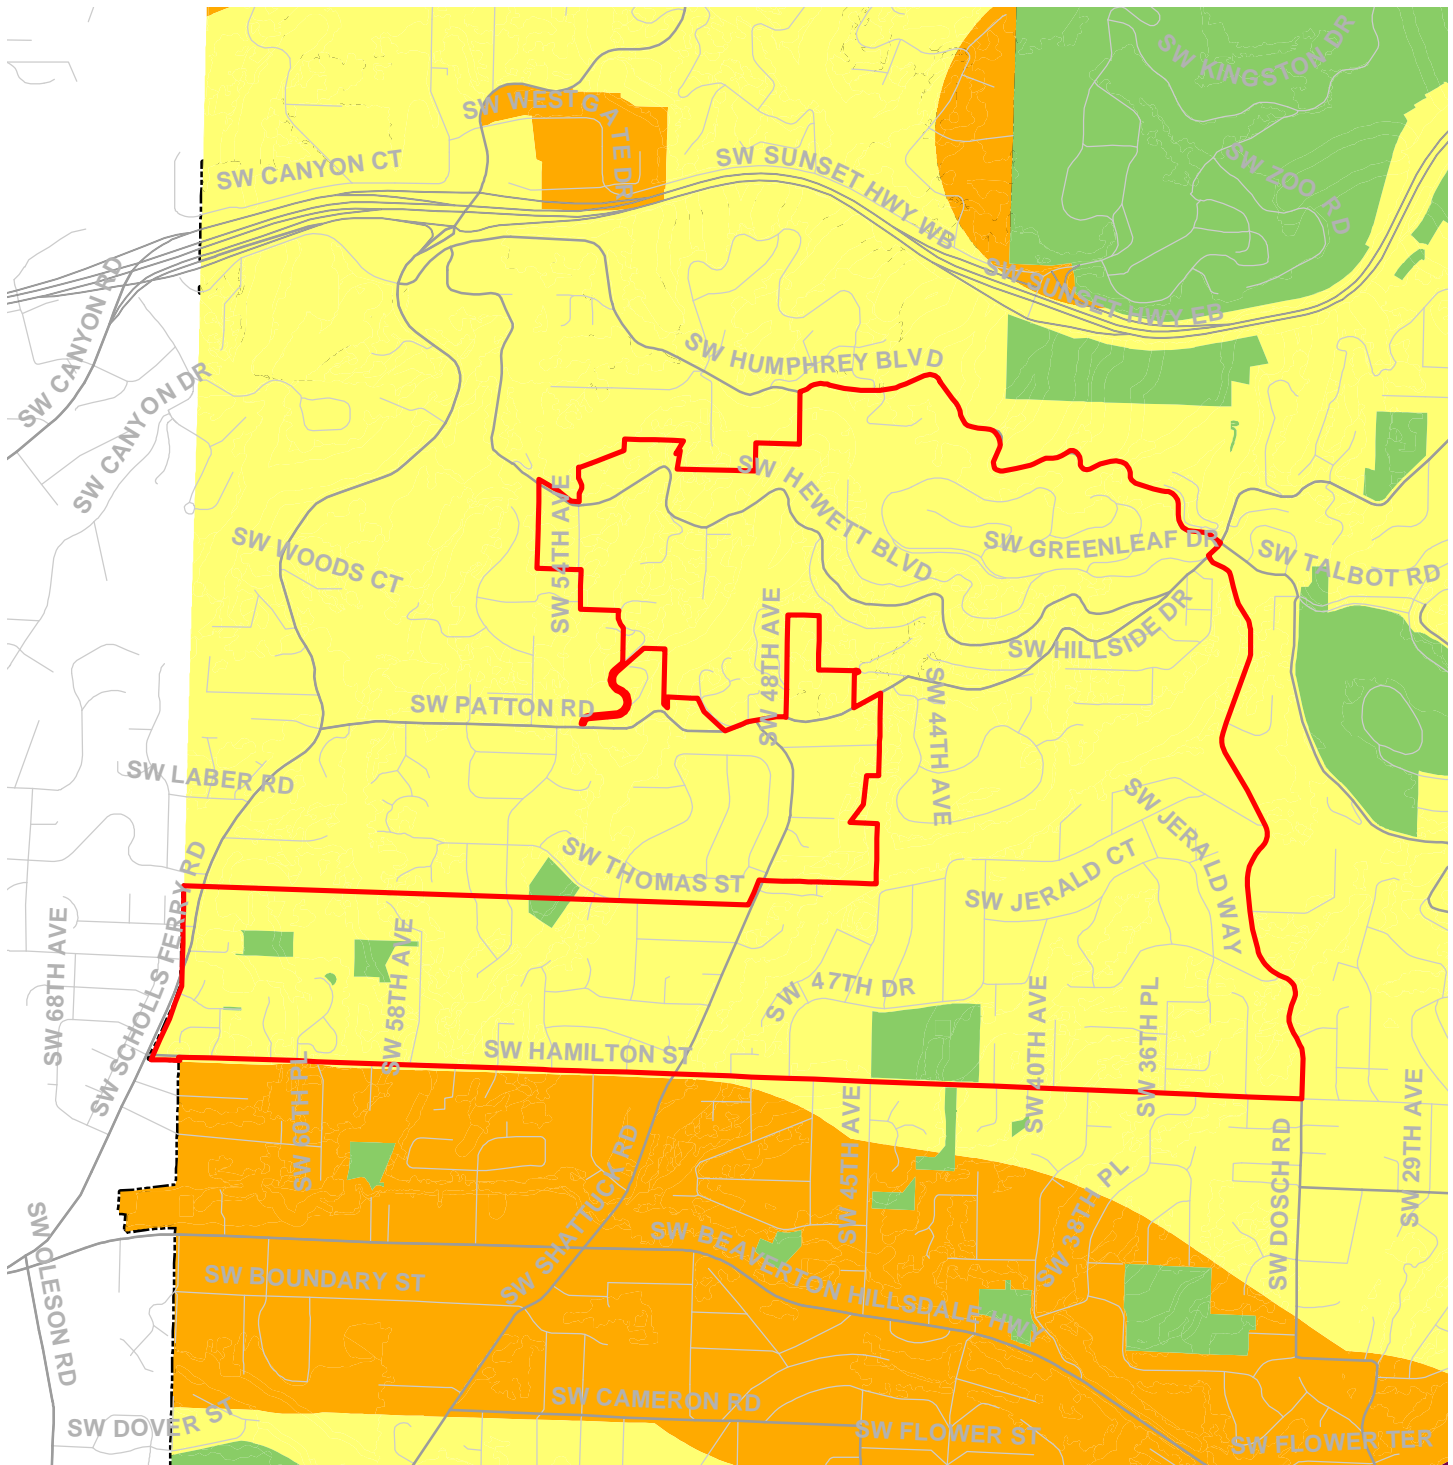 SW KINGSTON DR
SW WESTGATE DR
SW CANYON CT
SW SUNSET HWY WB
SW ZOO RD
SW CANYON RD
SW SUNSET HWY EB
SW HUMPHREY BLVD
SW CANYON DR
SW HEWETT BLVD
SW 54TH AVE
SW GREENLEAF DR
SW TALBOT RD
SW WOODS CT
SW 48TH AVE
SW HILLSIDE DR
SW PATTON RD
SW 44TH AVE
SW LABER RD
SW JERALD WAY
SW THOMAS ST
SW JERALD CT
SW SCHOLLS FERRY RD
SW 68TH AVE
SW 58TH AVE
SW 47TH DR
SW 40TH AVE
SW 36TH PL
SW HAMILTON ST
SW 60TH PL
SW 45TH AVE
SW 29TH AVE
SW SHATTUCK RD
SW 38TH PL
SW DOSCH RD
SW OLESON RD
SW BEAVERTON HILLSDALE HWY
SW BOUNDARY ST
SW CAMERON RD
SW DOVER ST
SW FLOWER ST
SW FLOWER TER